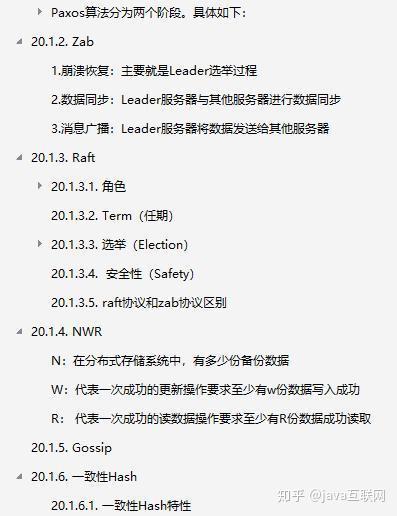 Paxos算法分为两个阶段。具体如下：
20.1.2. Zab
1.崩溃恢复：主要就是Leader选举过程
2.数据同步：Leader服务器与其他服务器进行数据同步
3.消息广播：Leader服务器将数据发送给其他服务器
20.1.3. Raft
20.1.3.1. 角色
20.1.3.2. Term（任期）
20.1.3.3. 选举（Election）
20.1.3.4. 安全性（Safety）
20.1.3.5. raft协议和zab协议区别
20.1.4. NWR
N：在分布式存储系统中，有多少份备份数据
W：代表一次成功的更新操作要求至少有w份数据写入成功
R： 代表一次成功的读数据操作要求至少有R份数据成功读取
20.1.5. Gossip
20.1.6. 一致性Hash
20.1.6.1. 一致性Hash特性
知乎 @java互联网